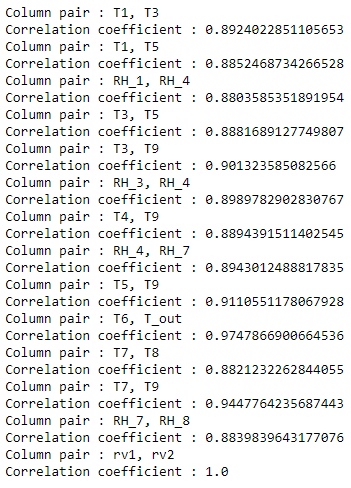 Column pair : T1, T3
Correlation coefficient : 0.8924022851105653
Column pair : T1, T5
Correlation coefficient : 0.8852468734266528
Column pair : RH_1, RH_4
Correlation coefficient : 0.8803585351891954
Column pair : T3, T5
Correlation coefficient : 0.8881689127749807
Column pair : T3, T9
Correlation coefficient : 0.901323585082566
Column pair : RH_3, RH_4
Correlation coefficient : 0.8989782902830767
Column pair : T4, T9
Correlation coefficient : 0.8894391511402545
Column pair : RH_4, RH_7
Correlation coefficient : 0.8943012488817835
Column pair : T5, T9
Correlation coefficient : 0.9110551178067928
Column pair : T6, T_out
Correlation coefficient : 0.9747866900664536
Column pair : T7, T8
Correlation coefficient : 0.8821232262844055
Column pair : T7, T9
Correlation coefficient : 0.9447764235687443
Column pair : RH_7, RH_8
Correlation coefficient : 0.8839839643177076
Column pair : rv1, rv2
Correlation coefficient : 1.0